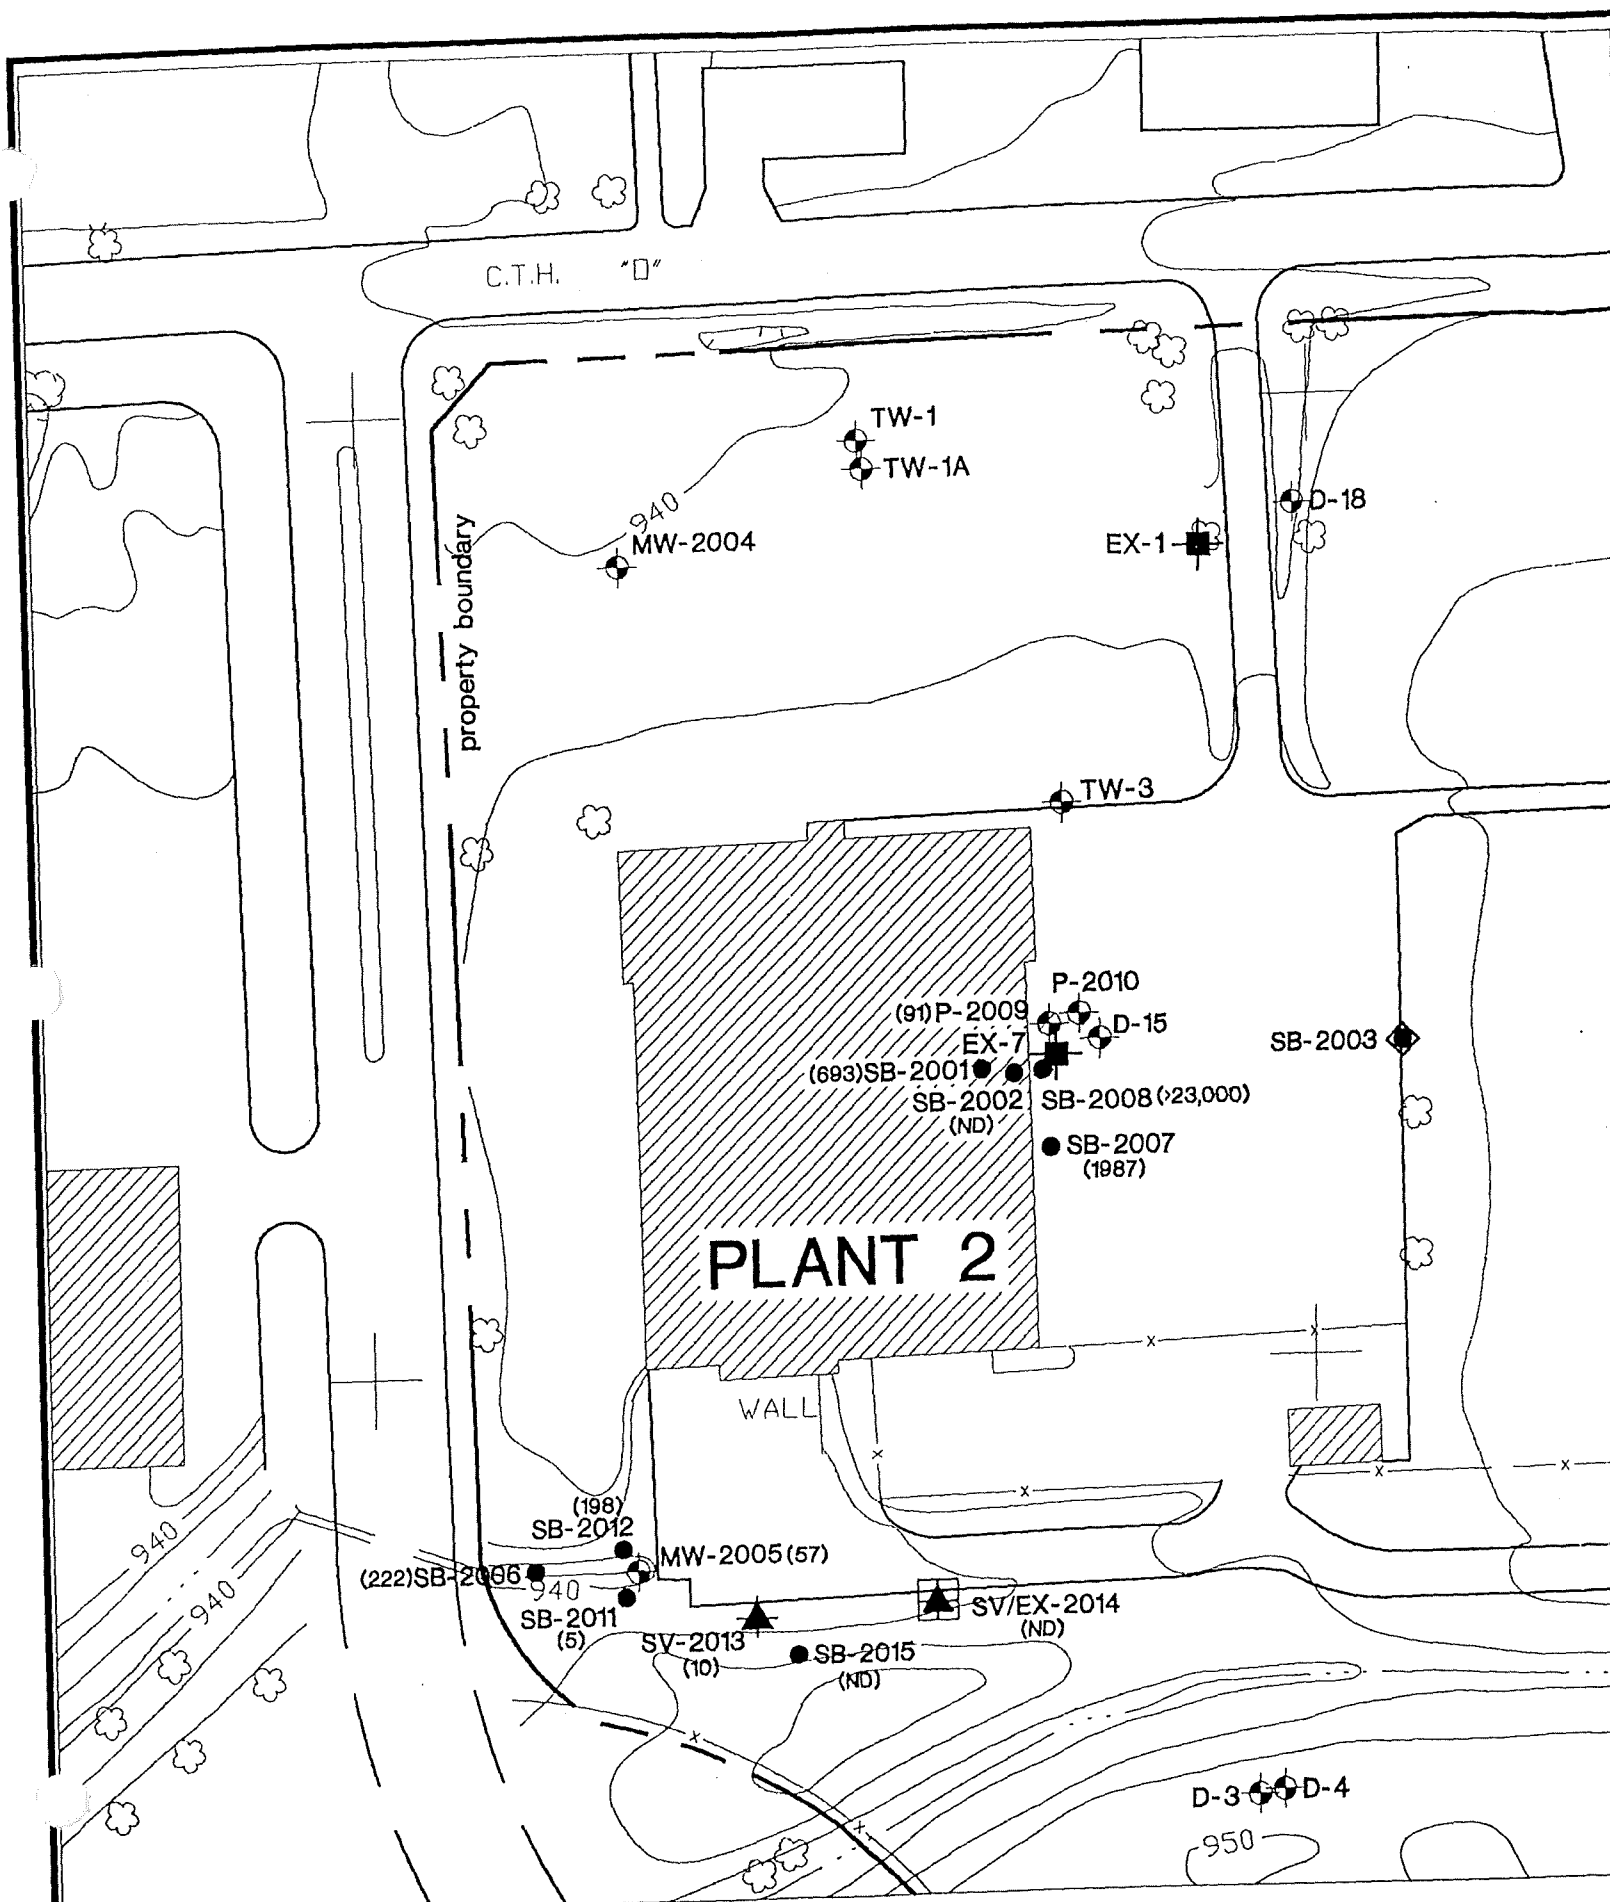 C.T.H. "D"
TW-1
TW-1A
D-18
940
MW-2004
EX-1
property boundary
TW-3
P-2010
(91)P-2009
D-15
EX-7
SB-2003
(693)SB-2001
SB-2002
SB-2008(>23,000)
(ND)
SB-2007
(1987)
PLANT 2
x
x
WALL
x
x
x
x
(198)
SB-2012
940
MW-2005(57)
(222)SB-2006
940
940
SB-2011
(5)
SV/EX-2014
(ND)
SV-2013
(10)
SB-2015
(ND)
x
D-3
D-4
x
950